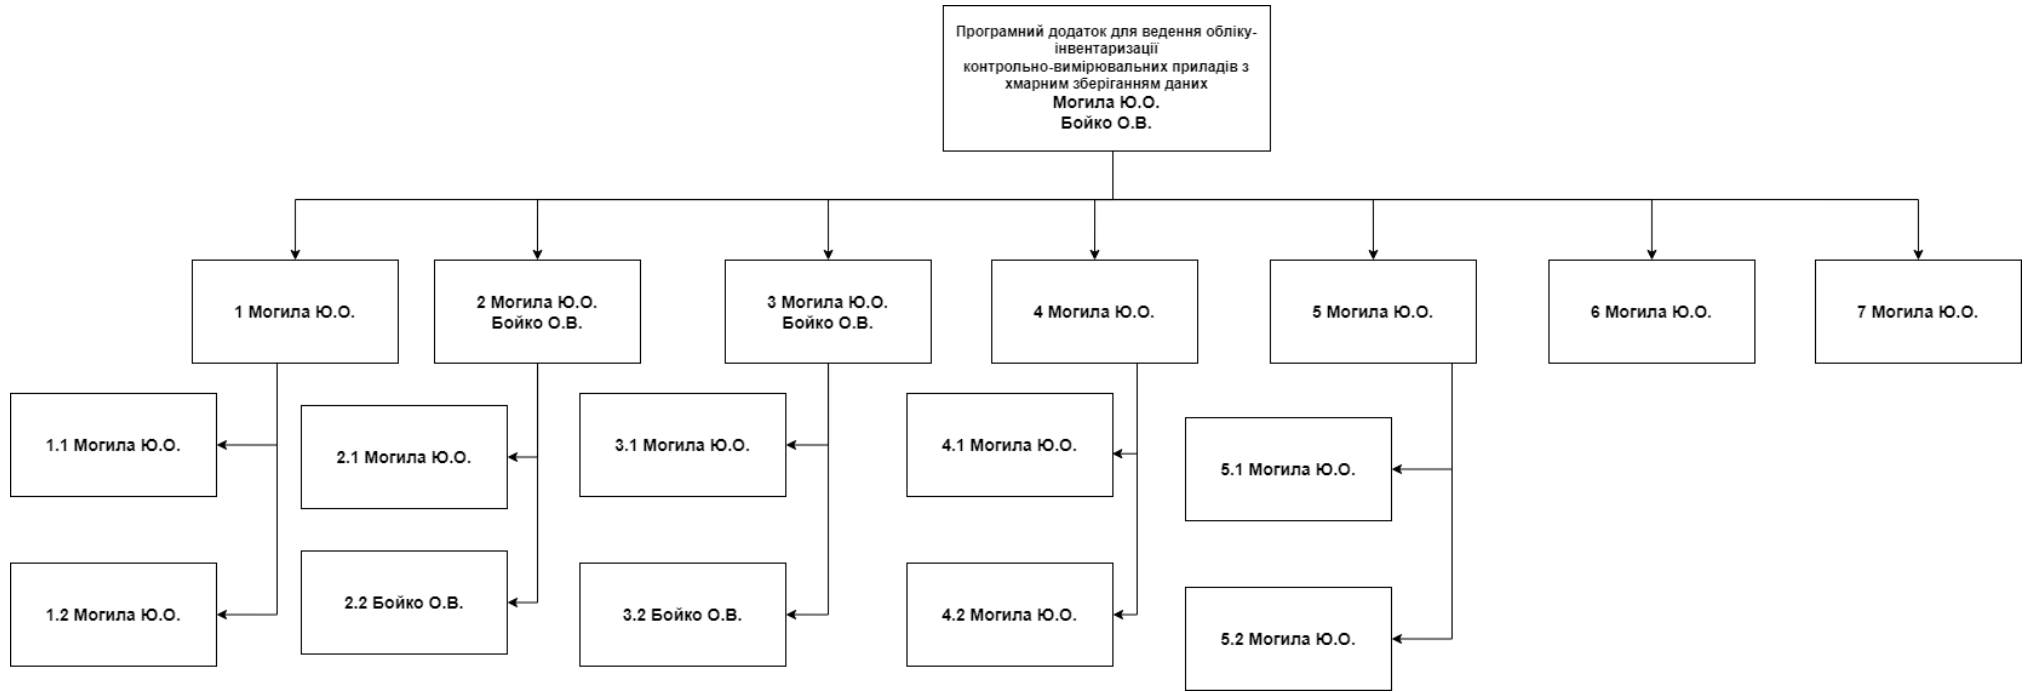 Програмний додаток для ведення обліку-
інвентаризації
контрольно-вимірювальних приладів з
хмарним зберіганням даних
Могила Ю.О.
Бойко О.В.
1 Могила Ю.О.
2 Могила Ю.О.
Бойко О.В.
3 Могила Ю.О.
Бойко О.В.
4 Могила Ю.О.
5 Могила Ю.О.
6 Могила Ю.О.
7 Могила Ю.О.
1.1 Могила Ю.О.
2.1 Могила Ю.О.
3.1 Могила Ю.О.
4.1 Могила Ю.О.
5.1 Могила Ю.О.
1.2 Могила Ю.О.
2.2 Бойко О.В.
3.2 Бойко О.В.
4.2 Могила Ю.О.
5.2 Могила Ю.О.